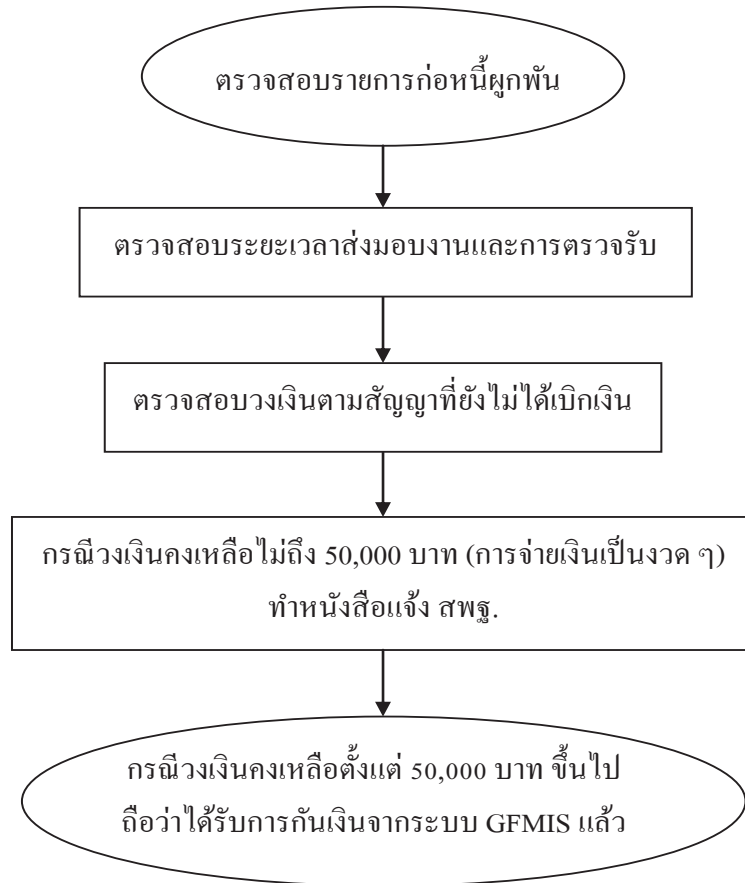 ตรวจสอบรายการก่อหนี้ผูกพัน
ตรวจสอบระยะเวลาส่งมอบงานและการตรวจรับ
ตรวจสอบวงเงินตามสัญญาที่ยังไม่ได้เบิกเงิน
กรณีวงเงินคงเหลือไม่ถึง 50,000 บาท (การจ่ายเงินเป็นงวด ๆ)
ทำหนังสือแจ้ง สพฐ.
กรณีวงเงินคงเหลือตั้งแต่ 50,000 บาท ขึ้นไป
ถือว่าได้รับการกันเงินจากระบบ GFMIS แล้ว